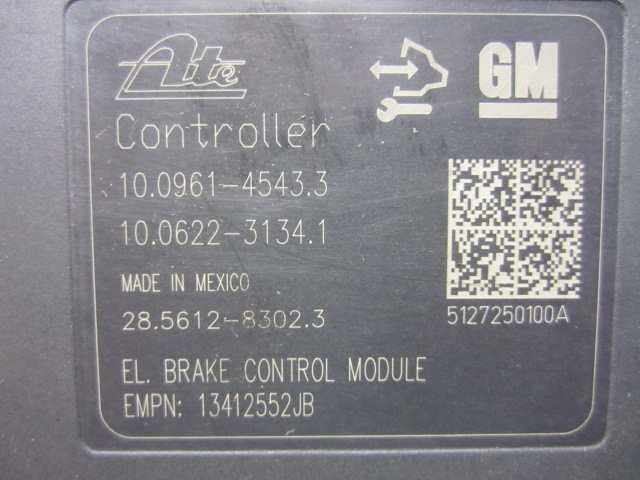 Ate
GM
Controller
10.0961-4543.3
10.0622-3134.1
MADE IN MEXICO
28.5612-8302.3
5127250100A
EL. BRAKE CONTROL MODULE
EMPN: 13412552JB